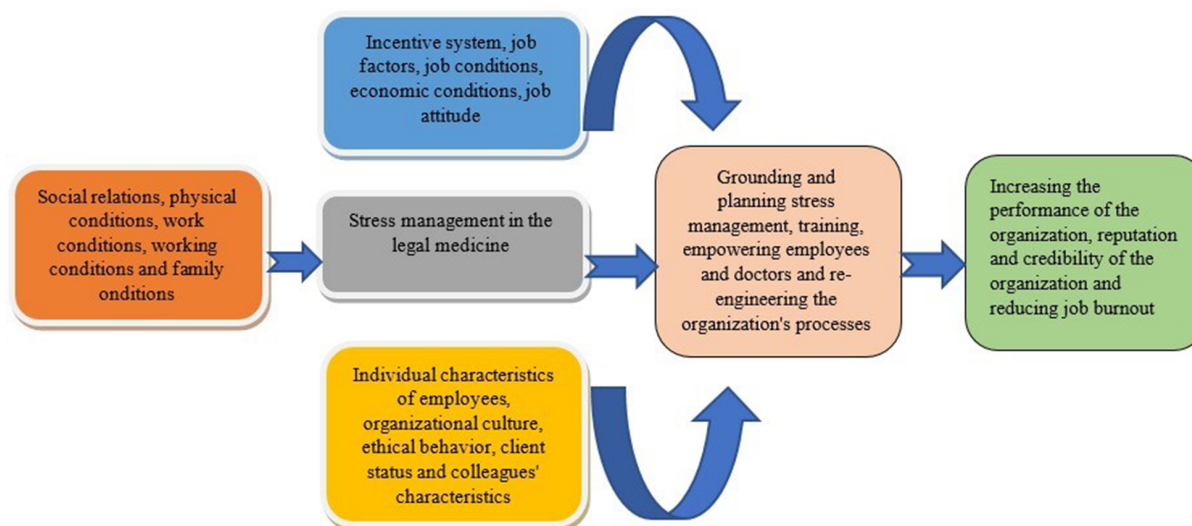 Incentive system, job
factors, job conditions,
economic conditions, job
attitude
Social relations, physical
conditions, work
conditions, working
conditions and family
onditions
Stress management in the
legal medicine
Individual characteristics
of employees,
organizational culture,
ethical behavior, client
status and colleagues'
characteristics
Grounding and
planning stress
management, training,
empowering employees
and doctors and re-
engineering the
organization's processes
Increasing the
performance of the
organization, reputation
and credibility of the
organization and
reducing job burnout